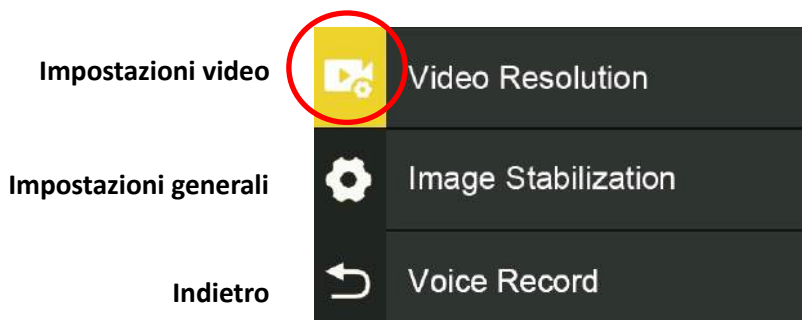 Impostazioni video
Video Resolution
Impostazioni generali
Image Stabilization
Indietro
Voice Record